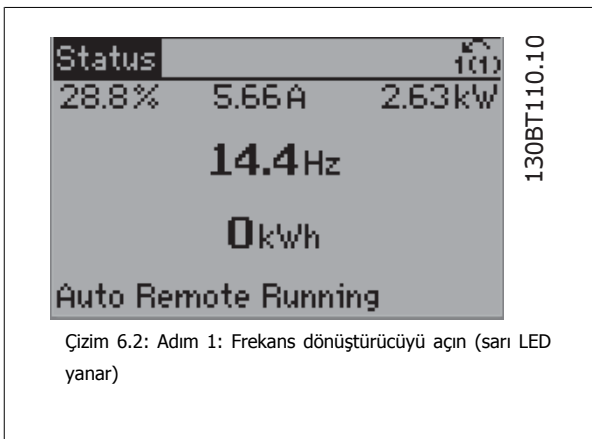 Status 1(1)
28.8% 5.66A 2.63kW
14.4Hz
0kWh
Auto Remote Running
130BT110.10
Çizim 6.2: Adım 1: Frekans dönüştürücüyü açın (sarı LED
yanar)